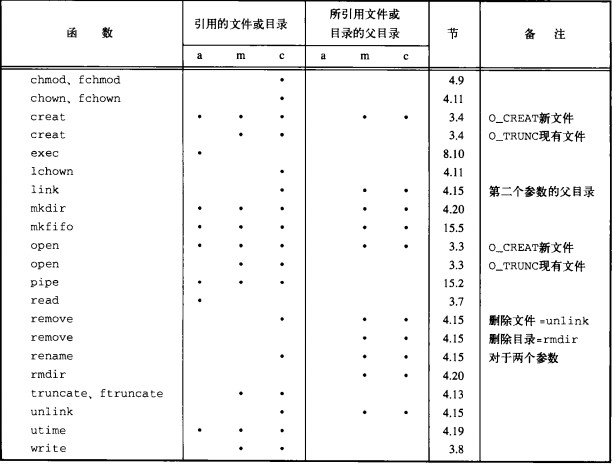 函 数 引用的文件或目录 所引用文件或目录的父目录 节 备 注
a m c a m c
chmod、fchmod • 4.9
chown、fchown • 4.11
creat • • • • • 3.4 O_CREAT新文件
creat • • 3.4 O_TRUNC现有文件
exec • 8.10
lchown • 4.11
link • • • 4.15 第二个参数的父目录
mkdir • • • • • 4.20
mkfifo • • • • • 15.5
open • • • • • 3.3 O_CREAT新文件
open • • 3.3 O_TRUNC现有文件
pipe • • • 15.2
read • 3.7
remove • • • 4.15 删除文件=unlink
remove • • 4.15 删除目录=rmdir
rename • • • 4.15 对于两个参数
rmdir • • 4.20
truncate、ftruncate • • 4.13
unlink • • • 4.15
utime • • • 4.19
write • • 3.8